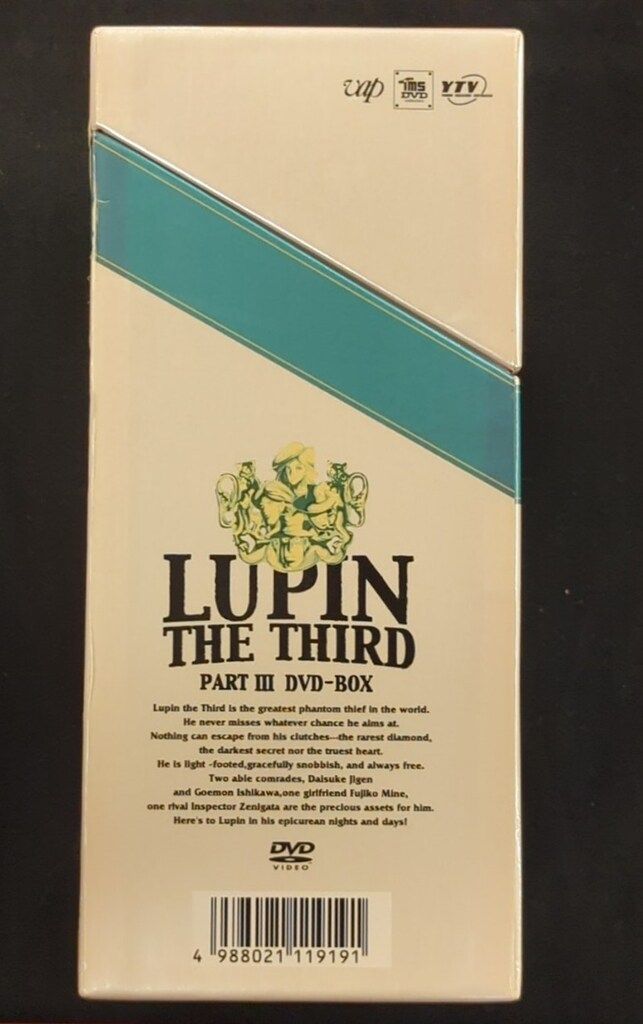 vap TMS DVD YTV
LUPIN
THE THIRD
PART III DVD-BOX
Lupin the Third is the greatest phantom thief in the world.
He never misses whatever chance he aims at.
Nothing can escape from his clutches---the rarest diamond,
the darkest secret nor the truest heart.
He is light -footed,gracefully snobbish, and always free.
Two able comrades, Daisuke Jigen
and Goemon Ishikawa,one girlfriend Fujiko Mine,
one rival Inspector Zenigata are the precious assets for him.
Here's to Lupin in his epicurean nights and days!
DVD
VIDEO
4 988021 119191